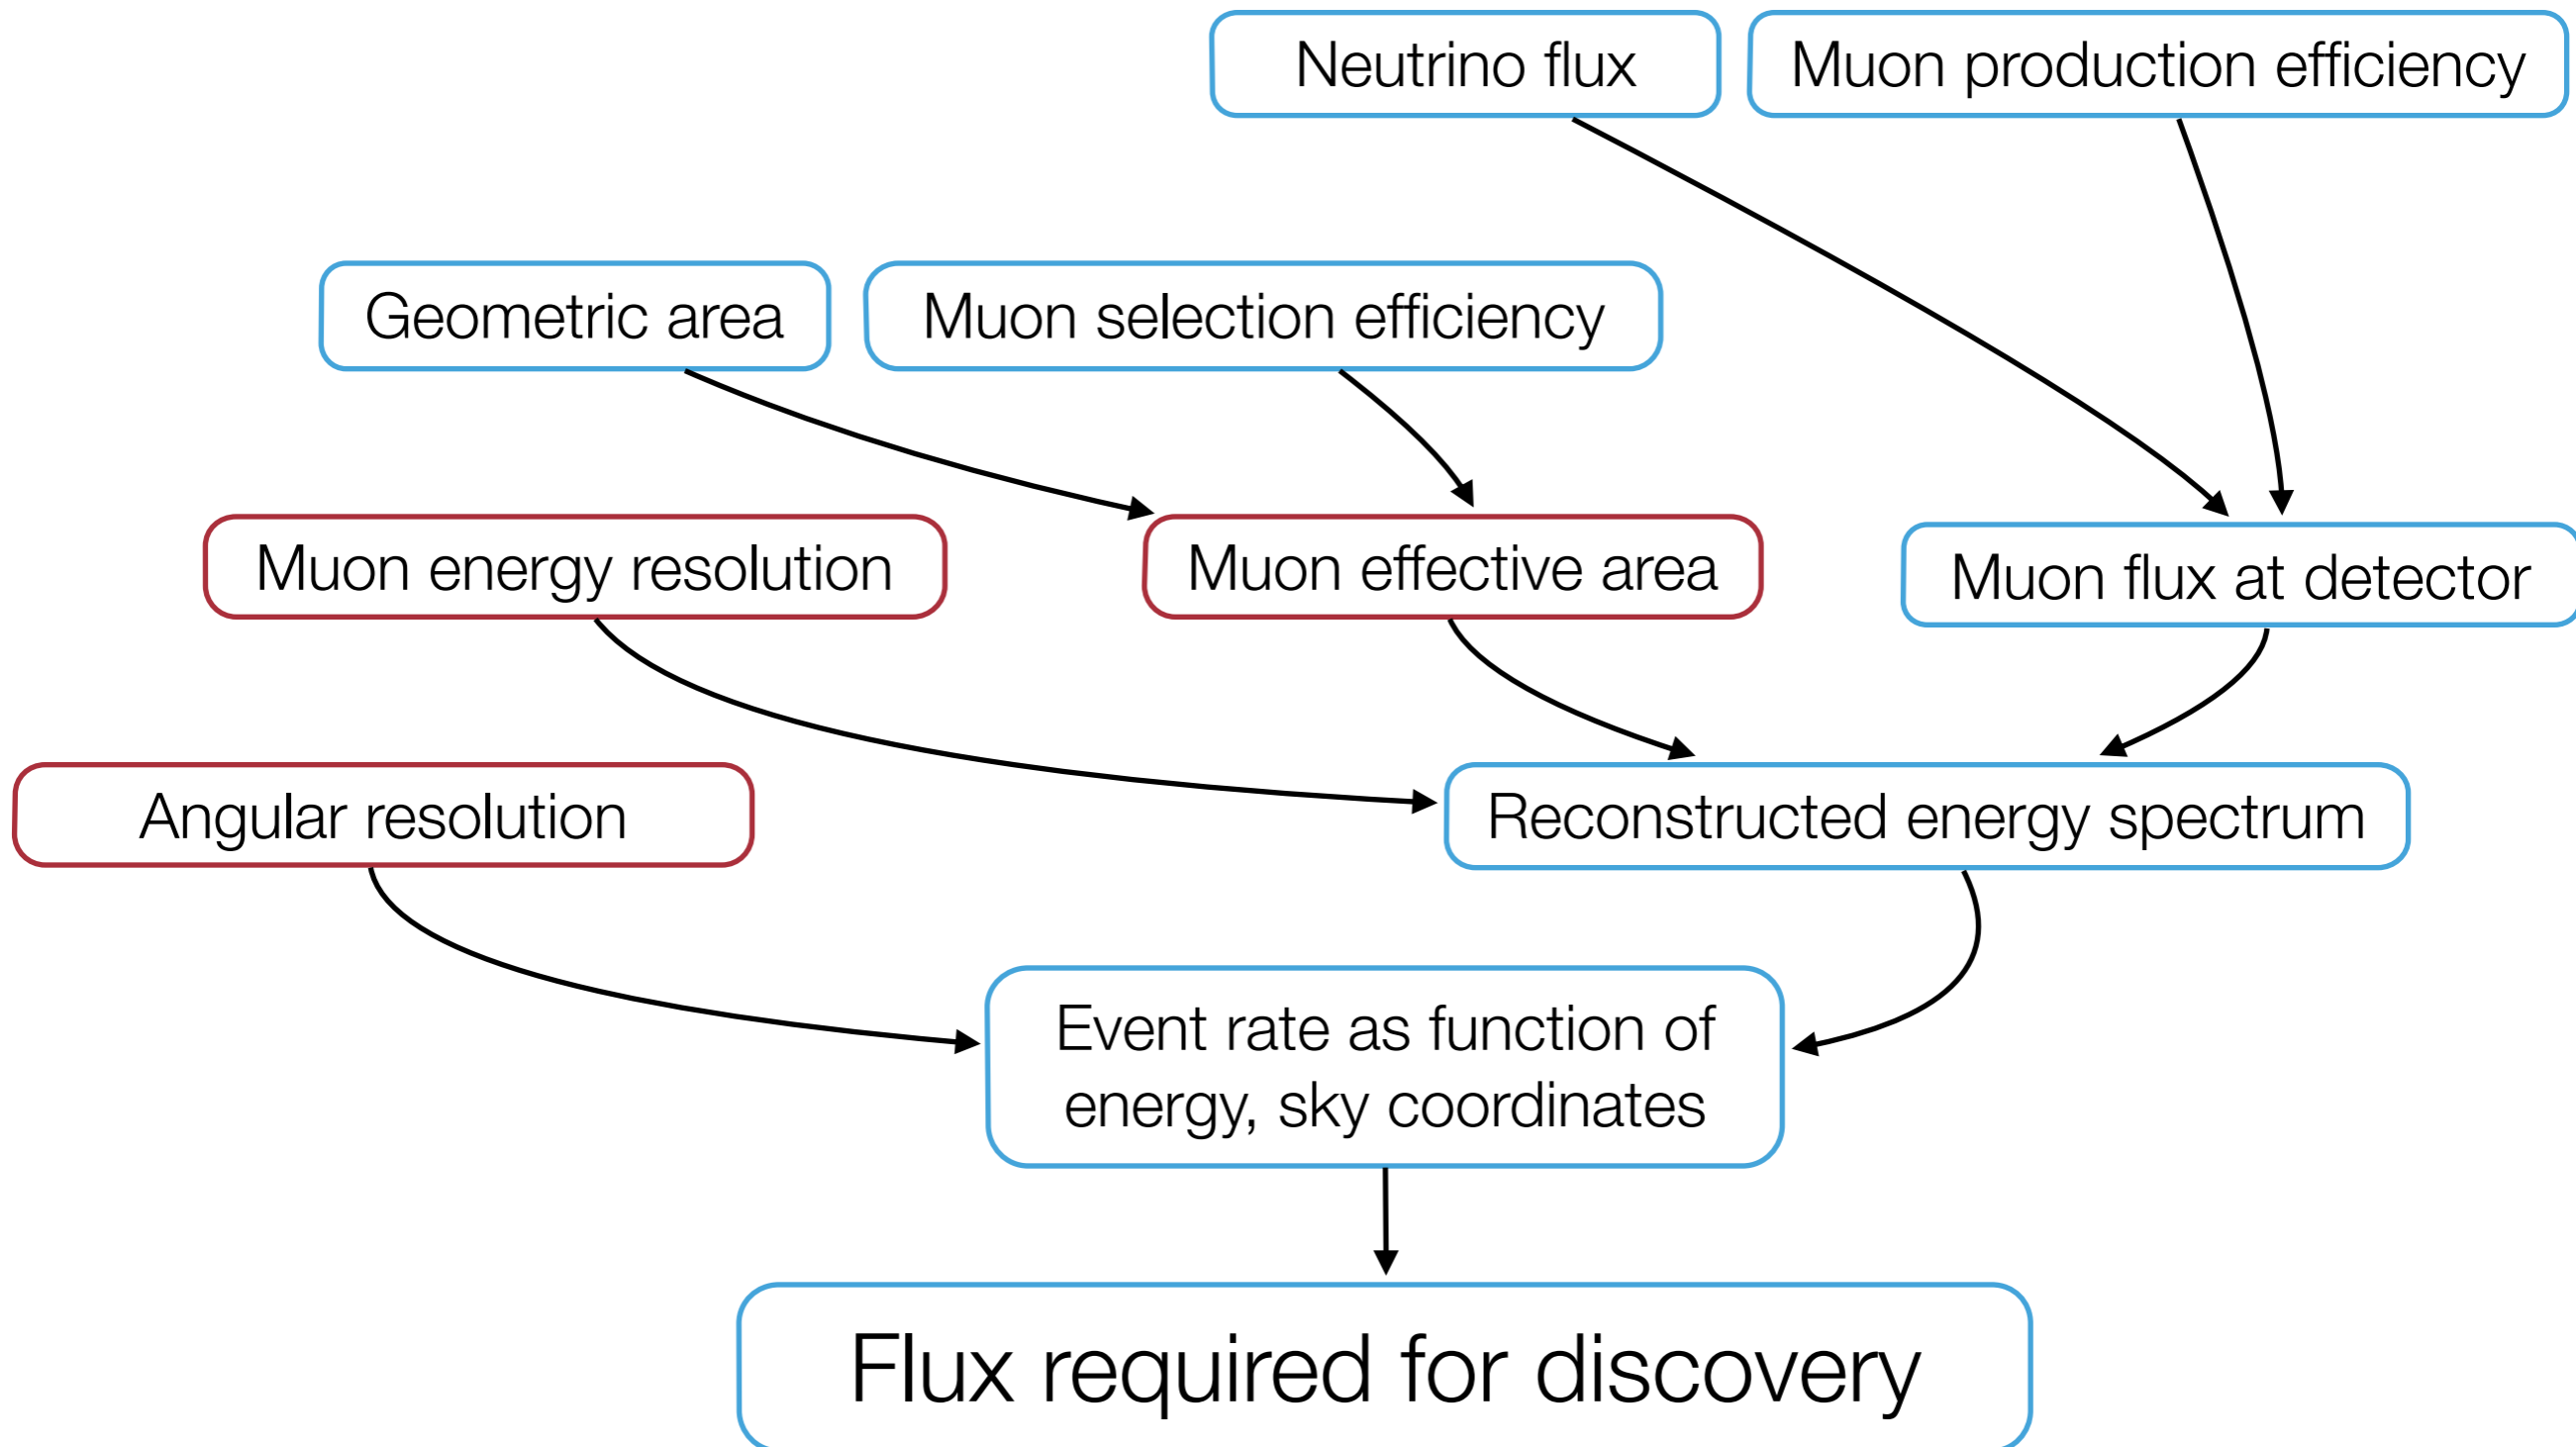 Neutrino flux
Muon production efficiency
Geometric area
Muon selection efficiency
Muon energy resolution
Muon effective area
Muon flux at detector
Angular resolution
Reconstructed energy spectrum
Event rate as function of
energy, sky coordinates
Flux required for discovery